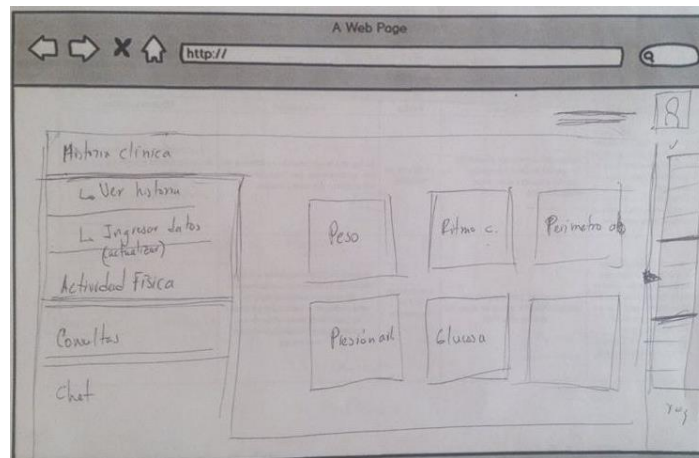 A Web Page
http://
Historia clínica
Ver historia
Ingresar datos
(actualizar)
Actividad Física
Consultas
Chat
Peso
Ritmo c.
Perimetro ab
Presión art
Glucosa